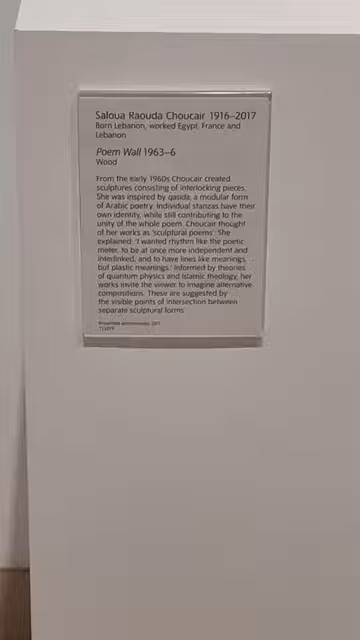 Saloua Raouda Choucair 1916–2017
Born Lebanon, worked Egypt, France and
Lebanon
Poem Wall 1963–6
Wood
From the early 1960s Choucair created
sculptures consisting of interlocking pieces.
She was inspired by qasida, a modular form
of Arabic poetry. Individual stanzas have their
own identity, while still contributing to the
unity of the whole poem. Choucair thought
of her works as 'sculptural poems'. She
explained: 'I wanted rhythm like the poetic
meter, to be at once more independent and
interlinked, and to have lines like meanings,
but plastic meanings.' Informed by theories
of quantum physics and Islamic theology, her
works invite the viewer to imagine alternative
compositions. These are suggested by
the visible points of intersection between
separate sculptural forms.